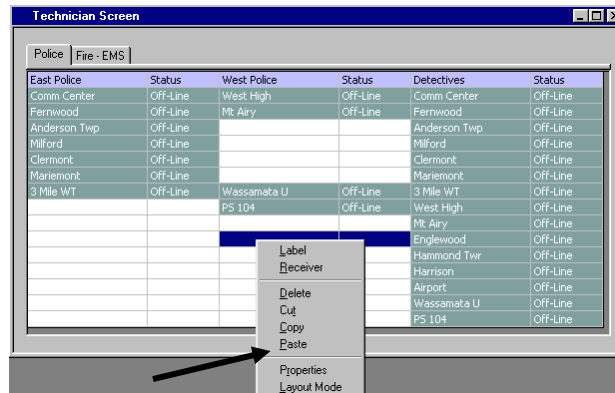 Technician Screen
Police Fire - EMS
East Police Status West Police Status Detectives Status
Comm Center Off-Line West High Off-Line Comm Center Off-Line
Fernwood Off-Line Mt Airy Off-Line Fernwood Off-Line
Anderson Twp Off-Line Anderson Twp Off-Line
Milford Off-Line Milford Off-Line
Clermont Off-Line Clermont Off-Line
Mariemont Off-Line Mariemont Off-Line
3 Mile WT Off-Line Wassamata U Off-Line 3 Mile WT Off-Line
PS 104 Off-Line West High Off-Line
Mt Airy Off-Line
Englewood Off-Line
Hammond Twr Off-Line
Harrison Off-Line
Airport Off-Line
Wassamata U Off-Line
PS 104 Off-Line
Label
Receiver
Delete
Cut
Copy
Paste
Properties
Layout Mode